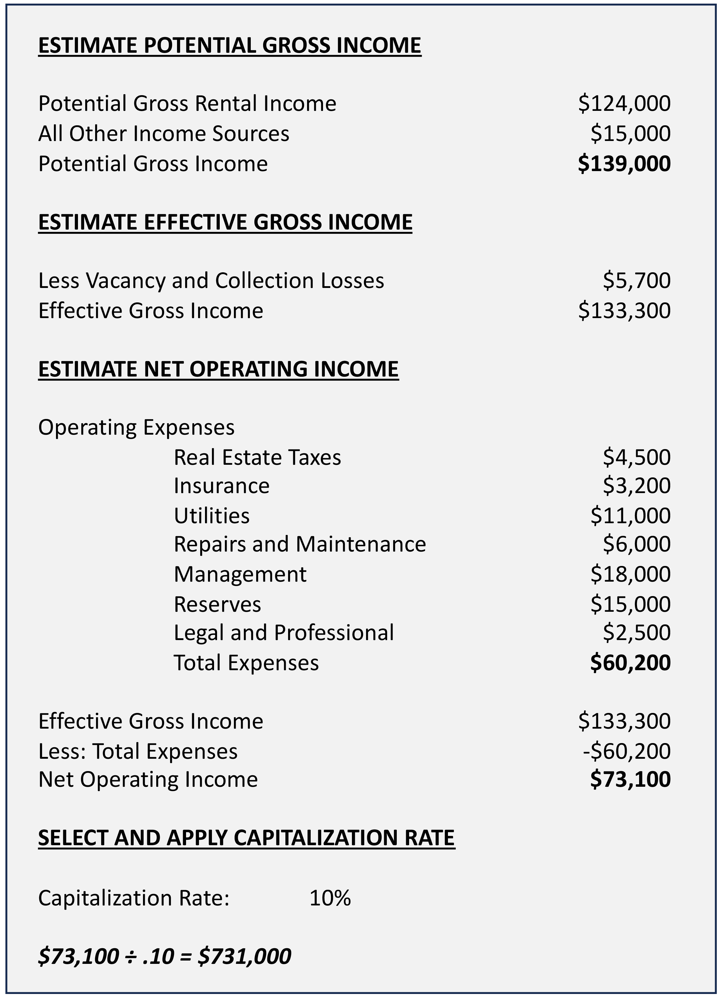 ESTIMATE POTENTIAL GROSS INCOME
Potential Gross Rental Income $124,000
All Other Income Sources $15,000
Potential Gross Income $139,000
ESTIMATE EFFECTIVE GROSS INCOME
Less Vacancy and Collection Losses $5,700
Effective Gross Income $133,300
ESTIMATE NET OPERATING INCOME
Operating Expenses
Real Estate Taxes $4,500
Insurance $3,200
Utilities $11,000
Repairs and Maintenance $6,000
Management $18,000
Reserves $15,000
Legal and Professional $2,500
Total Expenses $60,200
Effective Gross Income $133,300
Less: Total Expenses -$60,200
Net Operating Income $73,100
SELECT AND APPLY CAPITALIZATION RATE
Capitalization Rate: 10%
$73,100 ÷ .10 = $731,000